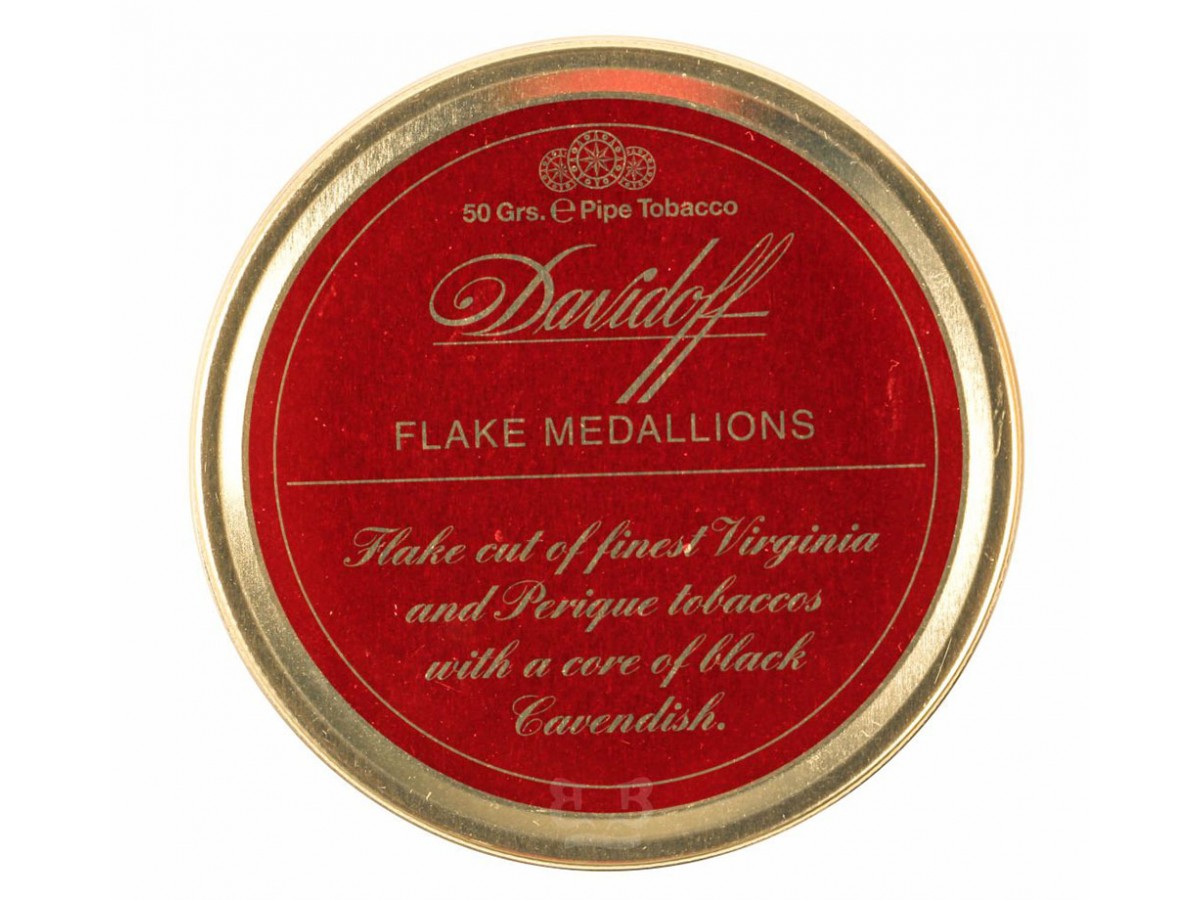 50 Grs. ℮ Pipe Tobacco
Davidoff
FLAKE MEDALLIONS
Flake cut of finest Virginia
and Perique tobaccos
with a core of black
Cavendish.